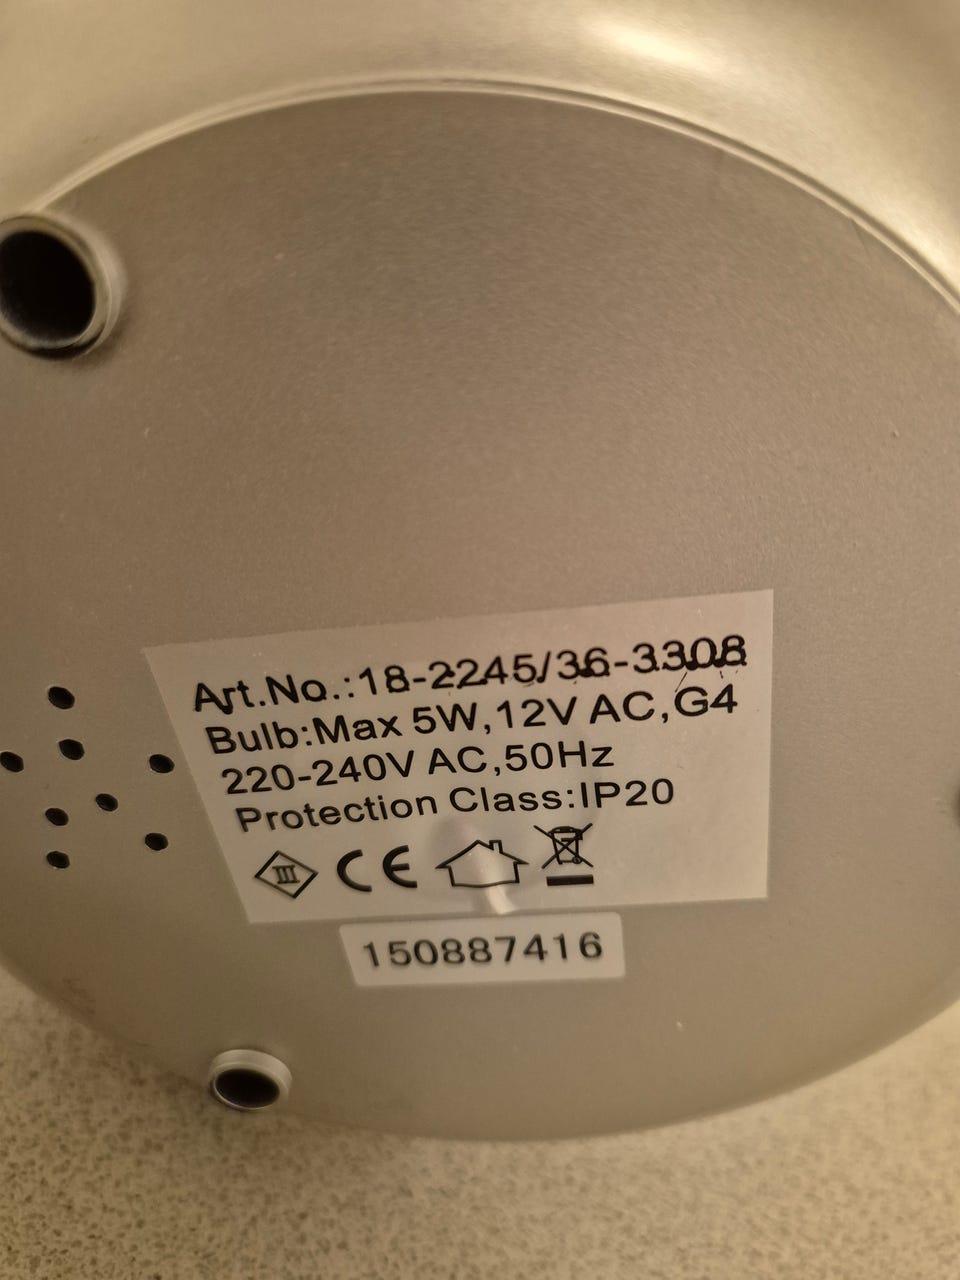 Art.No.:18-2245/36-3308
Bulb:Max 5W,12V AC,G4
220-240V AC,50Hz
Protection Class:IP20
III CE
150887416